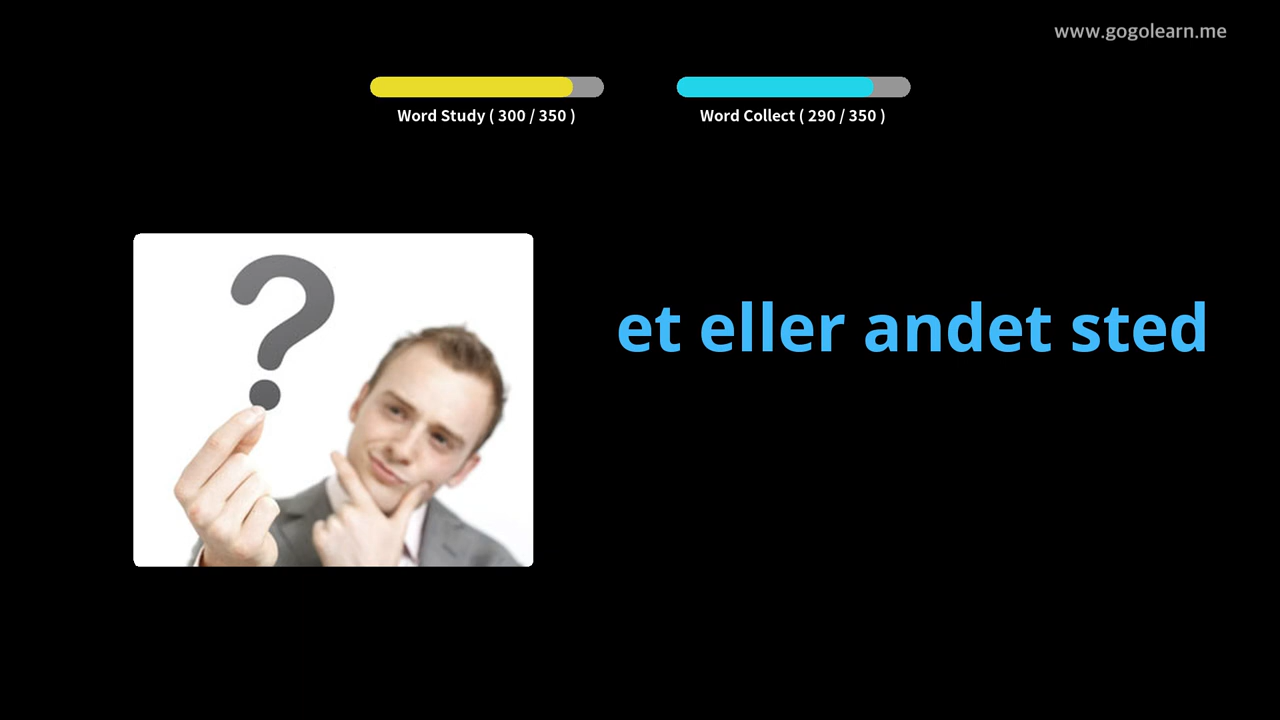 www.gogolearn.me
Word Study ( 300 / 350 )
Word Collect ( 290 / 350 )
?
et eller andet sted